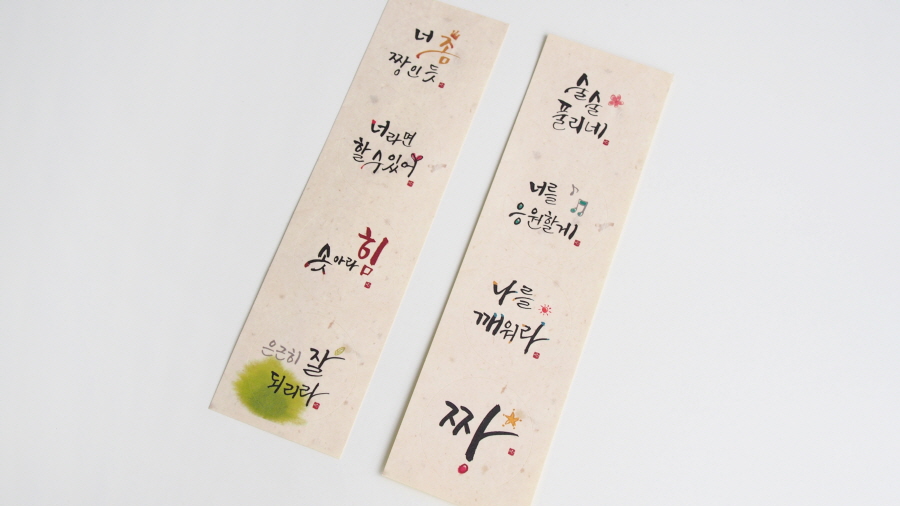 너 좀
짱인 듯
너라면
할 수 있어
솟아라 힘
은근히 잘
되리라
술술
풀리네
너를
응원할게
나를
깨워라
짱